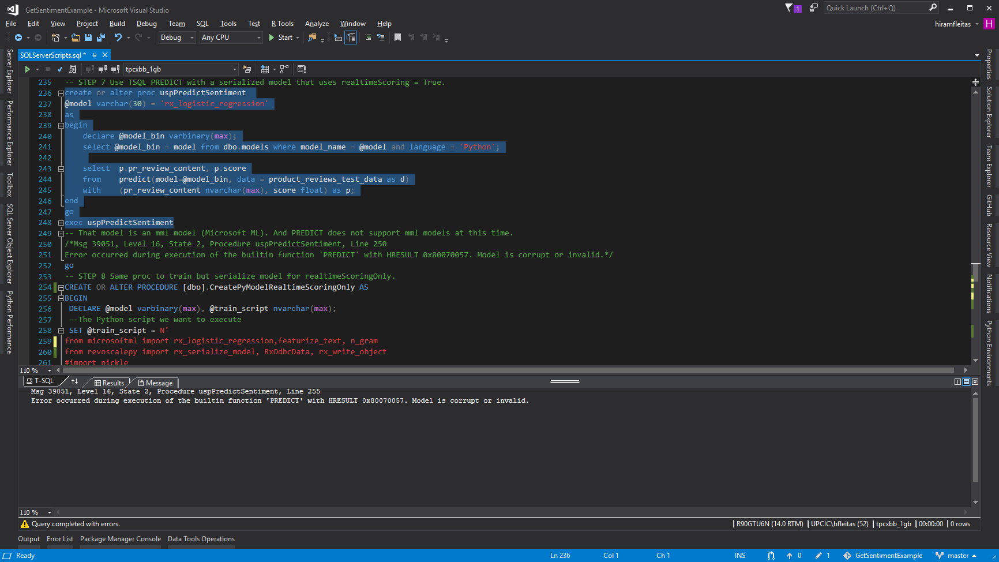 GetSentimentExample - Microsoft Visual Studio
1
Quick Launch (Ctrl+Q)
File Edit View Project Build Debug Team SQL Tools Test R Tools Analyze Window Help
hiramfleitas H
Debug Any CPU Start
SQLServerScripts.sql *
tpcxbb_1gb
Server Explorer
Performance Explorer
Toolbox
SQL Server Object Explorer
Python Performance
235 -- STEP 7 Use TSQL PREDICT with a serialized model that uses realtimeScoring = True.
236 create or alter proc uspPredictSentiment
237 @model varchar(30) = 'rx_logistic_regression'
238 as
239 begin
240 declare @model_bin varbinary(max);
241 select @model_bin = model from dbo.models where model_name = @model and language = 'Python';
242
243 select p.pr_review_content, p.score
244 from predict(model=@model_bin, data = product_reviews_test_data as d)
245 with (pr_review_content nvarchar(max), score float) as p;
246 end
247 go
248 exec uspPredictSentiment
249 -- That model is an mml model (Microsoft ML). And PREDICT does not support mml models at this time.
250 /*Msg 39051, Level 16, State 2, Procedure uspPredictSentiment, Line 250
251 Error occurred during execution of the builtin function 'PREDICT' with HRESULT 0x80070057. Model is corrupt or invalid.*/
252 go
253 -- STEP 8 Same proc to train but serialize model for realtimeScoringOnly.
254 CREATE OR ALTER PROCEDURE [dbo].CreatePyModelRealtimeScoringOnly AS
255 BEGIN
256 DECLARE @model varbinary(max), @train_script nvarchar(max);
257 --The Python script we want to execute
258 SET @train_script = N'
259 from microsoftml import rx_logistic_regression,featurize_text, n_gram
260 from revoscalepy import rx_serialize_model, RxOdbcData, rx_write_object
261 #import pickle
Properties
Solution Explorer
Team Explorer
GitHub
Resource View
Notifications
Python Environments
110 %
T-SQL Results Message
Msg 39051, Level 16, State 2, Procedure uspPredictSentiment, Line 255
Error occurred during execution of the builtin function 'PREDICT' with HRESULT 0x80070057. Model is corrupt or invalid.
110 %
Query completed with errors. R90GTU6N (14.0 RTM) UPCIC\hfleitas (52) tpcxbb_1gb 00:00:00 0 rows
Output Error List Package Manager Console Data Tools Operations
Ready Ln 236 Col 1 Ch 1 INS 0 1 GetSentimentExample master